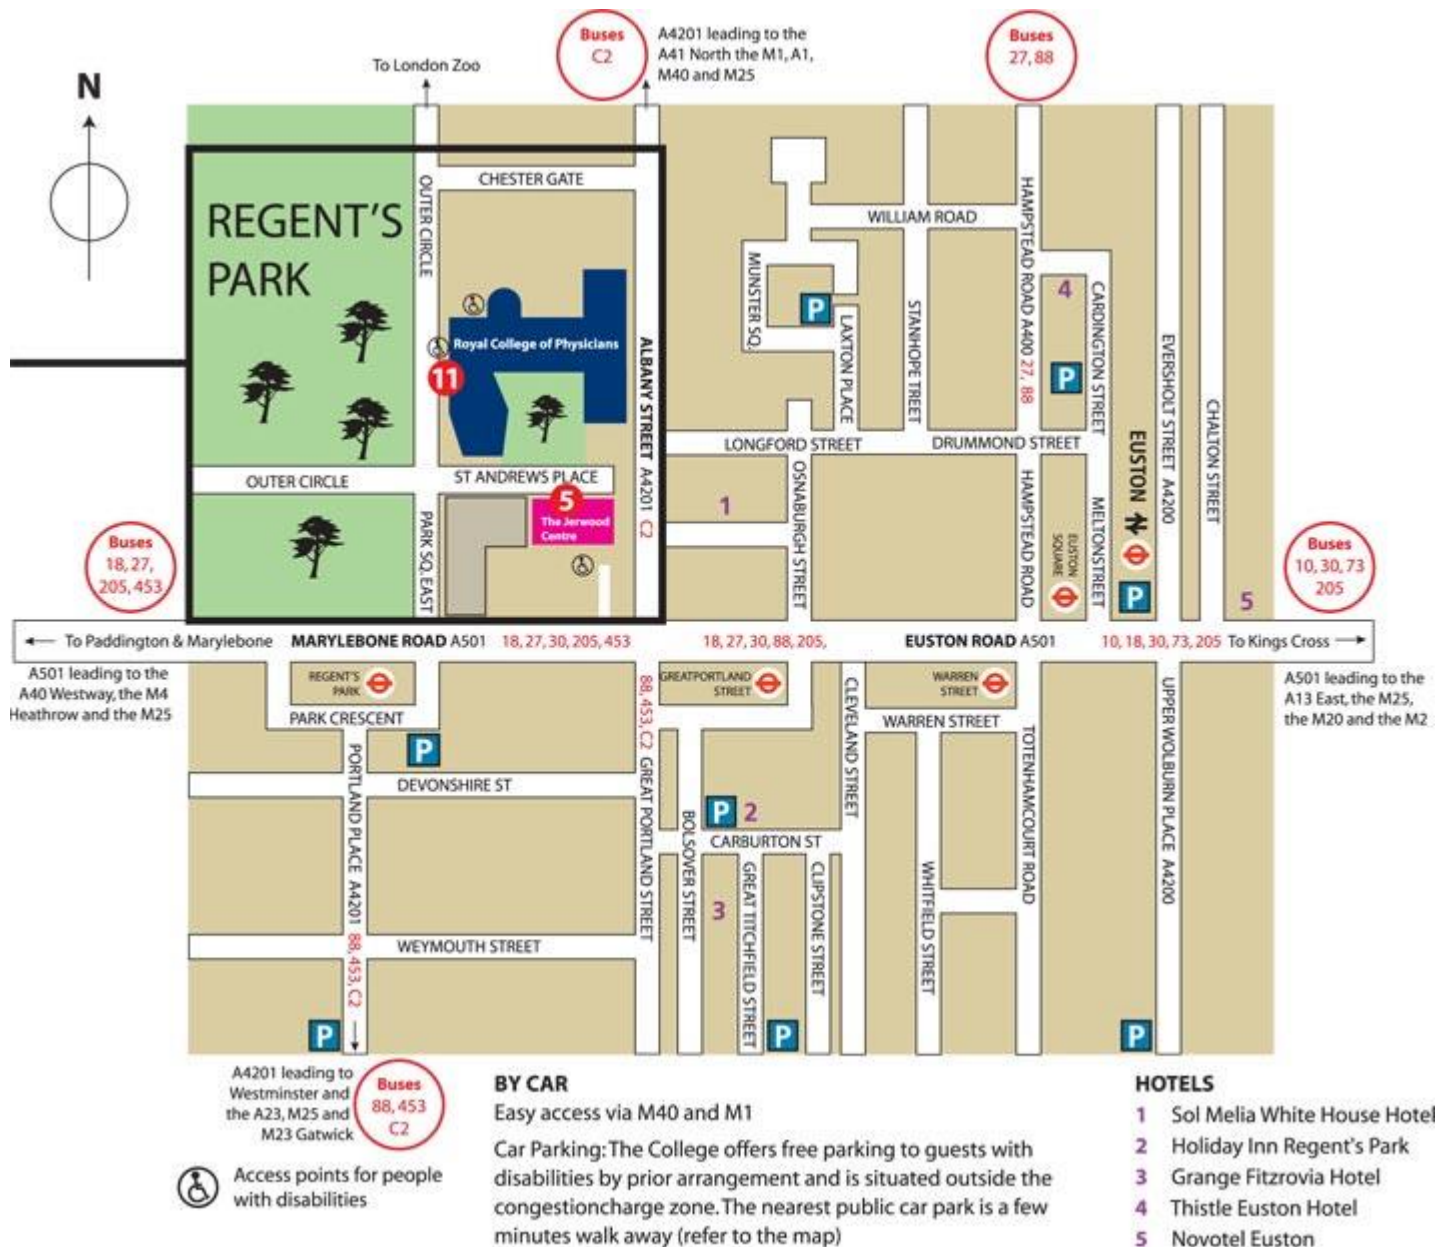 Buses
C2
A4201 leading to the
A41 North the M1, A1,
M40 and M25
Buses
27, 88
To London Zoo
N
CHESTER GATE
OUTER CIRCLE
REGENT'S
PARK
WILLIAM ROAD
HAMPSTEAD ROAD A400 27, 88
MUNSTER SQ.
P
LAXTON PLACE
STANHOPE TREET
4
CARDINGTON STREET
P
EVERSHOLT STREET A4200
CHALTON STREET
Royal College of Physicians
11
ALBANY STREET A4201 C2
LONGFORD STREET
DRUMMOND STREET
EUSTON
OUTER CIRCLE
ST ANDREWS PLACE
5
The Jerwood
Centre
1
OSNABURGH STREET
HAMPSTEAD ROAD
EUSTON
SQUARE
MELTONSTREET
P
PARK SQ. EAST
Buses
18, 27,
205, 453
Buses
10, 30, 73
205
5
To Paddington & Marylebone
MARYLEBONE ROAD A501
18, 27, 30, 205, 453
18, 27, 30, 88, 205,
EUSTON ROAD A501
10, 18, 30, 73, 205
To Kings Cross
A501 leading to the
A40 Westway, the M4
Heathrow and the M25
REGENT'S
PARK
GREATPORTLAND
STREET
WARREN
STREET
A501 leading to the
A13 East, the M25,
the M20 and the M2
PARK CRESCENT
P
88, 453, C2 GREAT PORTLAND STREET
CLEVELAND STREET
WARREN STREET
TOTENHAMCOURT ROAD
UPPER WOLBURN PLACE A4200
PORTLAND PLACE A4201 88, 453, C2
DEVONSHIRE ST
BOLSOVER STREET
P
2
CARBURTON ST
3
GREAT TITCHFIELD STREET
CLIPSTONE STREET
WHITFIELD STREET
WEYMOUTH STREET
P
P
P
A4201 leading to
Westminster and
the A23, M25 and
M23 Gatwick
Buses
88, 453
C2
Access points for people
with disabilities
BY CAR
Easy access via M40 and M1
Car Parking: The College offers free parking to guests with
disabilities by prior arrangement and is situated outside the
congestioncharge zone. The nearest public car park is a few
minutes walk away (refer to the map)
HOTELS
1 Sol Melia White House Hotel
2 Holiday Inn Regent's Park
3 Grange Fitzrovia Hotel
4 Thistle Euston Hotel
5 Novotel Euston